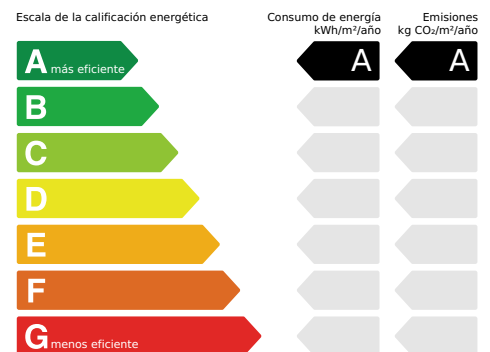 Escala de la calificación energética
Consumo de energía
kWh/m²/año
Emisiones
kg CO₂/m²/año
A más eficiente
A
A
B
C
D
E
F
G menos eficiente